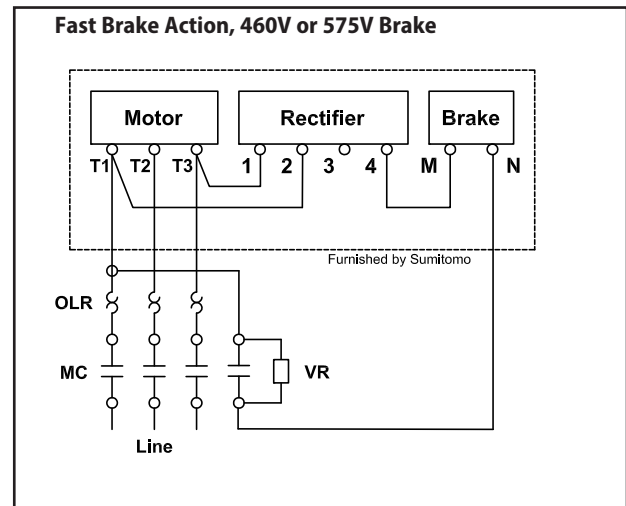 Fast Brake Action, 460V or 575V Brake
Motor Rectifier Brake
T1 T2 T3 1 2 3 4 M N
Furnished by Sumitomo
OLR
MC VR
Line